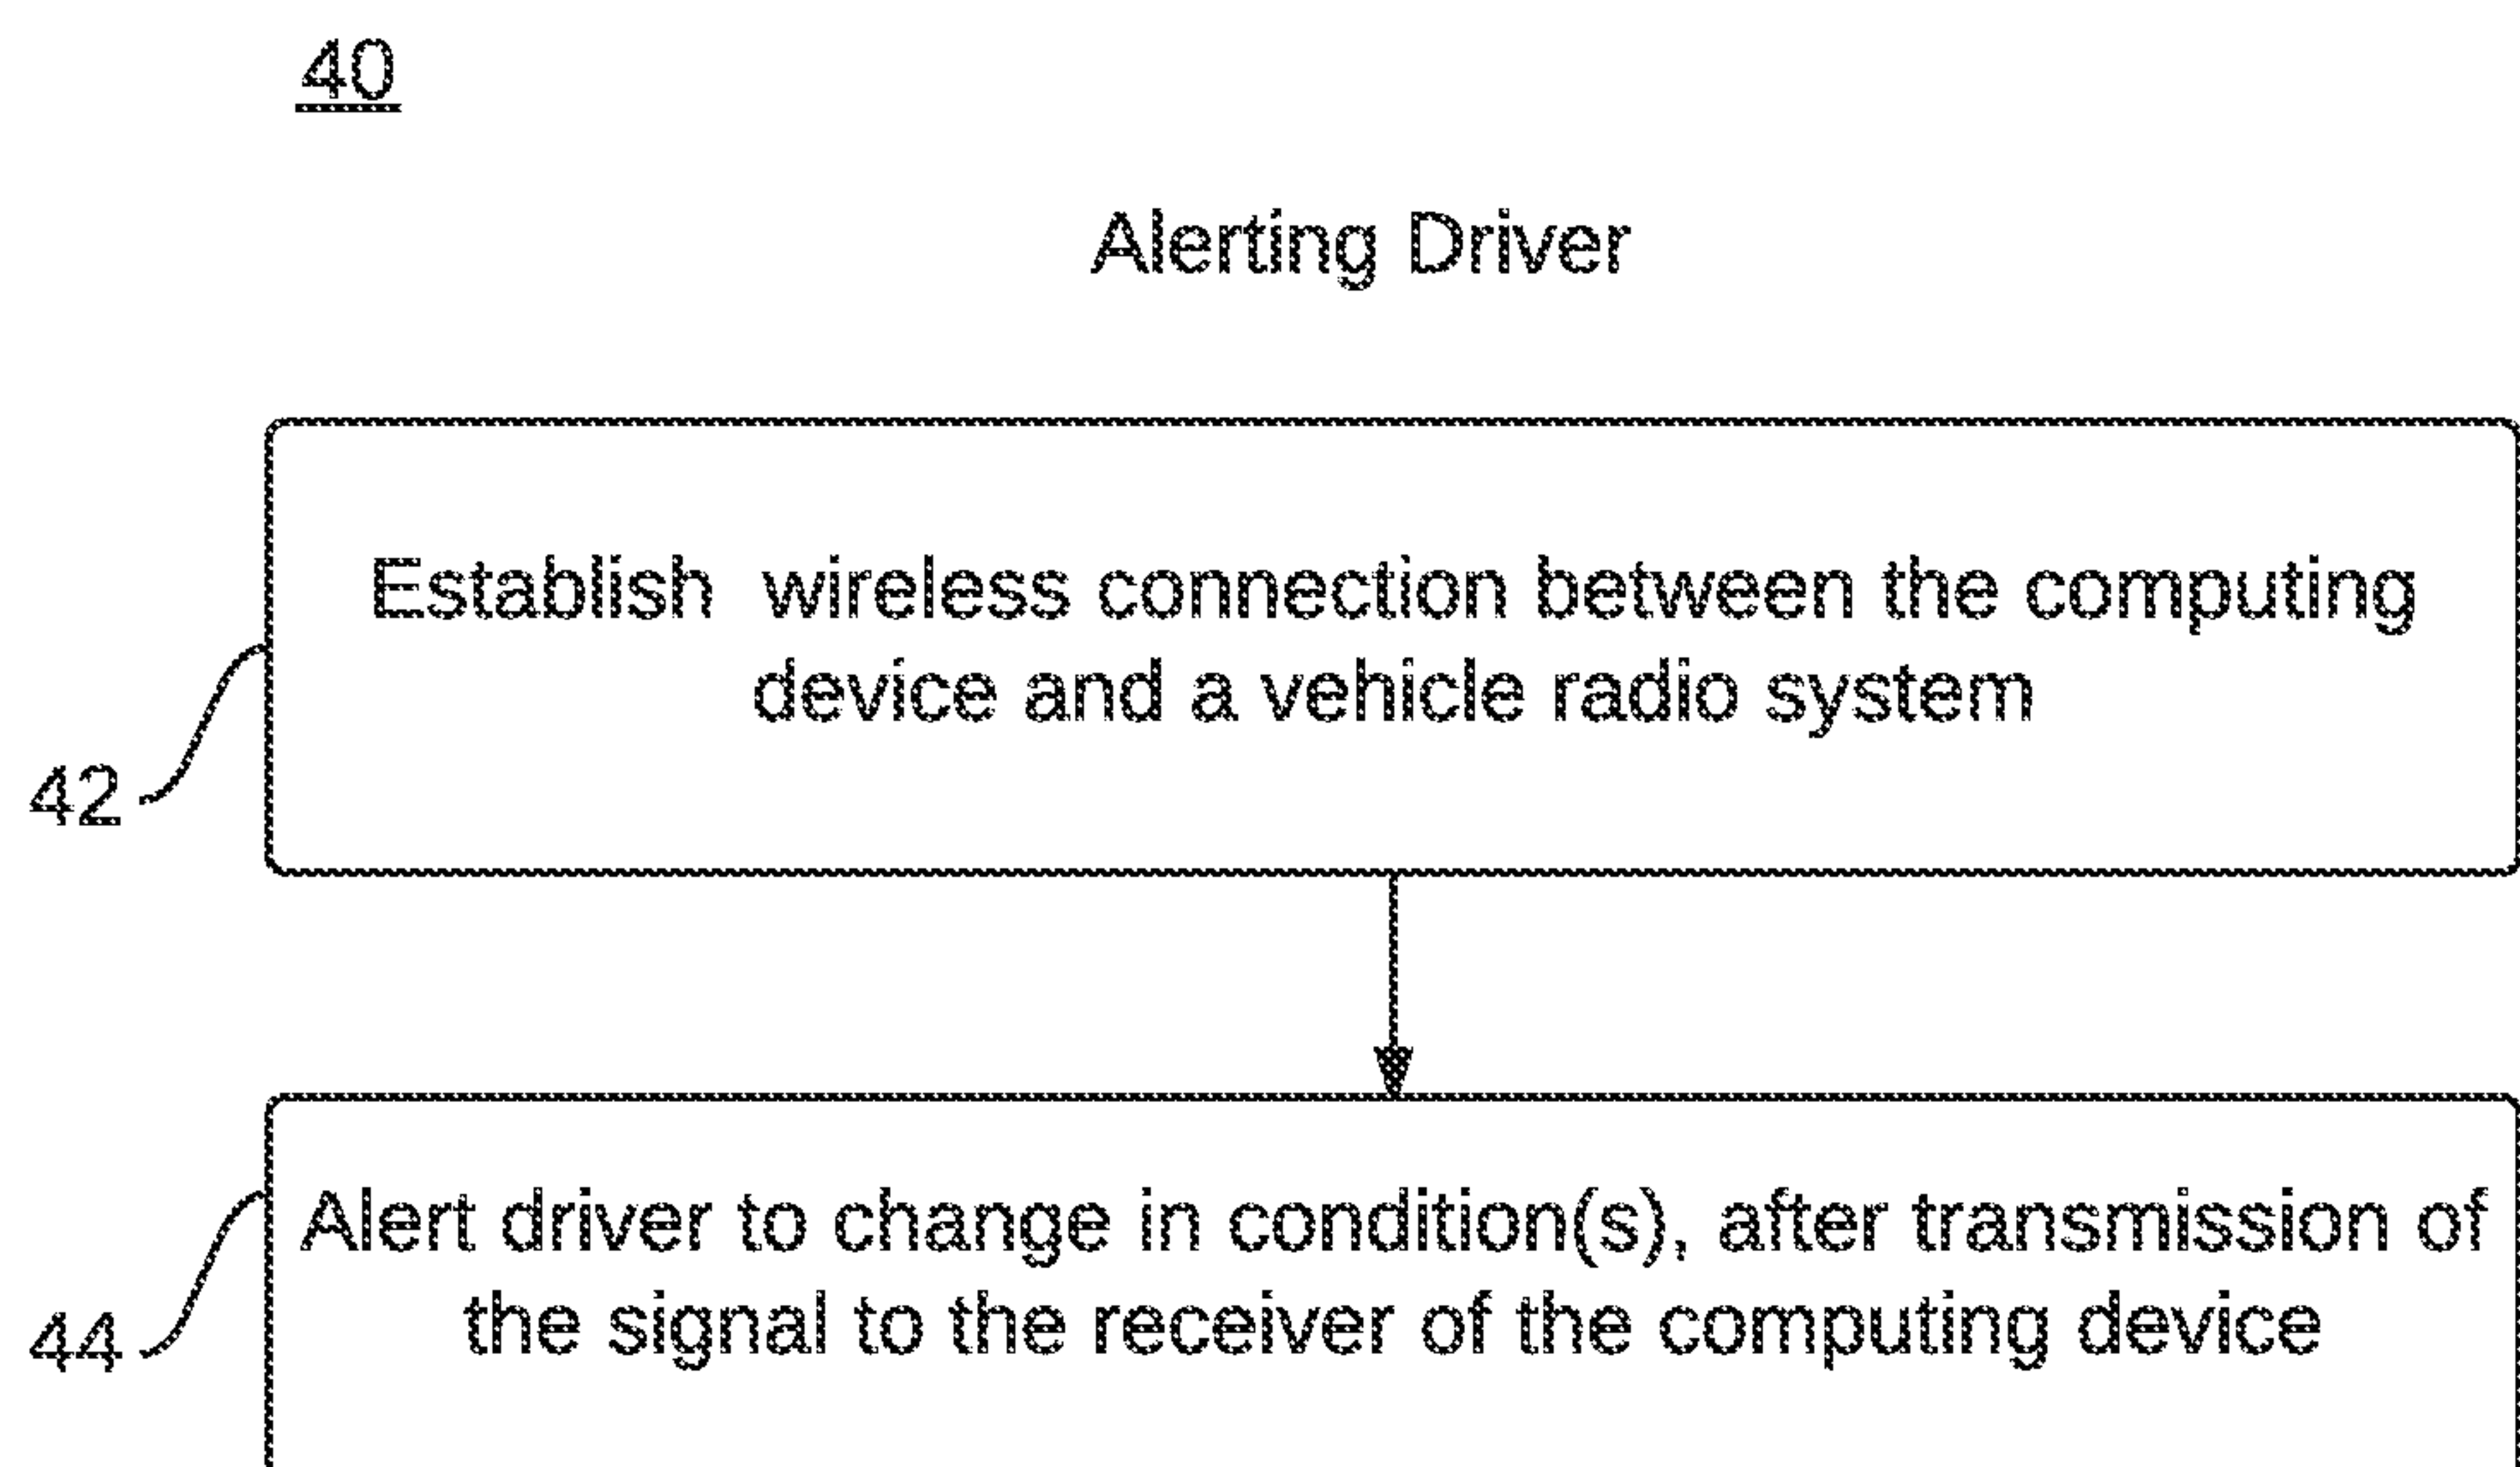 40
Alerting Driver
Establish  wireless connection between the computing
device and a vehicle radio system
42
Alert driver to change in condition(s), after transmission of
the signal to the receiver of the computing device
44